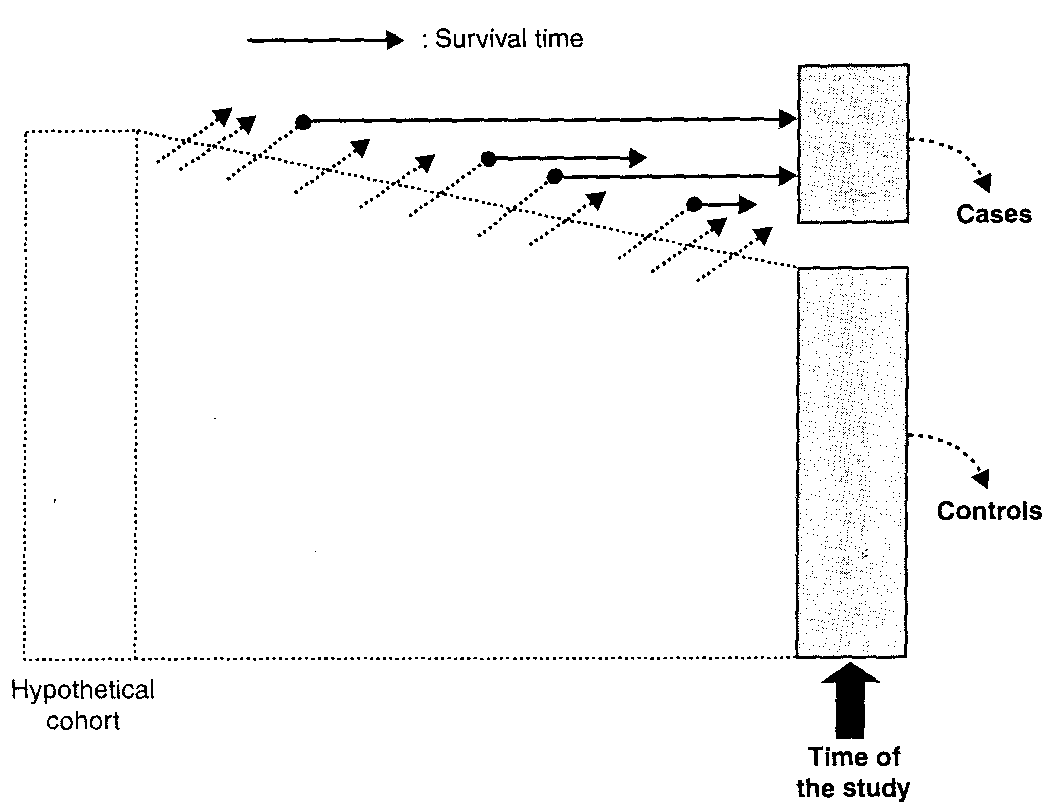 : Survival time
Cases
Controls
Hypothetical
cohort
Time of
the study